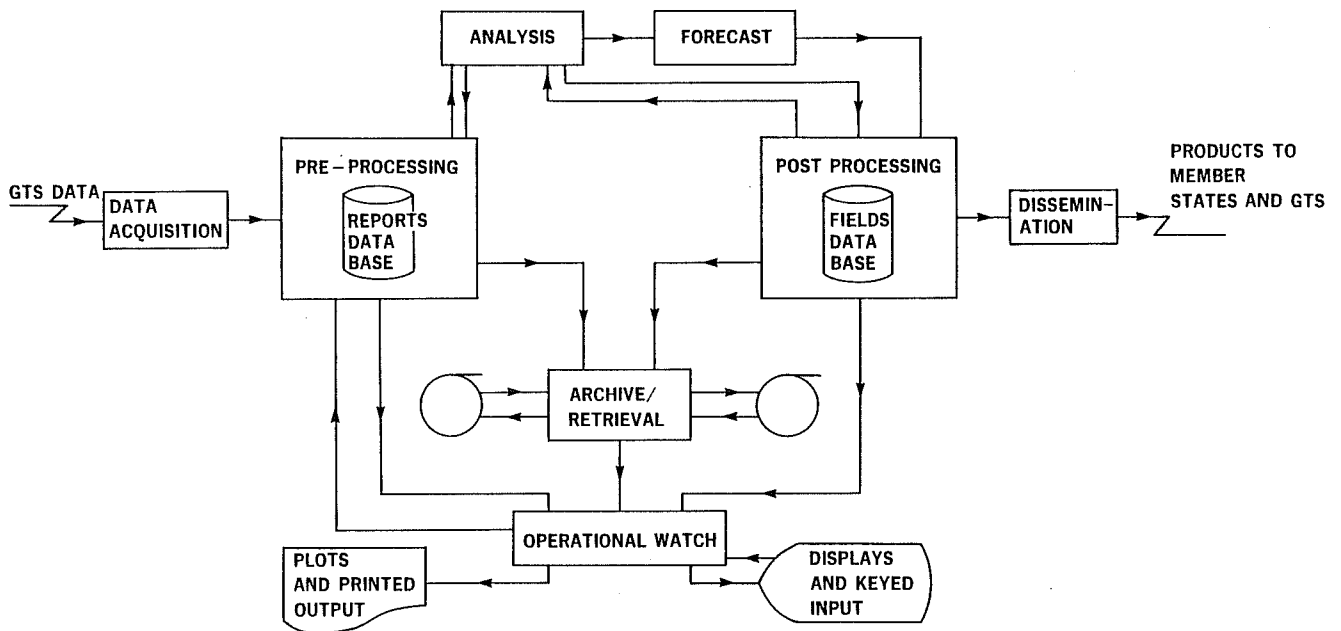 ANALYSIS
FORECAST
PRE-PROCESSING
REPORTS
DATA
BASE
POST PROCESSING
FIELDS
DATA
BASE
GTS DATA
DATA
ACQUISITION
DISSEMIN-
ATION
PRODUCTS TO
MEMBER
STATES AND GTS
ARCHIVE/
RETRIEVAL
OPERATIONAL WATCH
PLOTS
AND PRINTED
OUTPUT
DISPLAYS
AND KEYED
INPUT